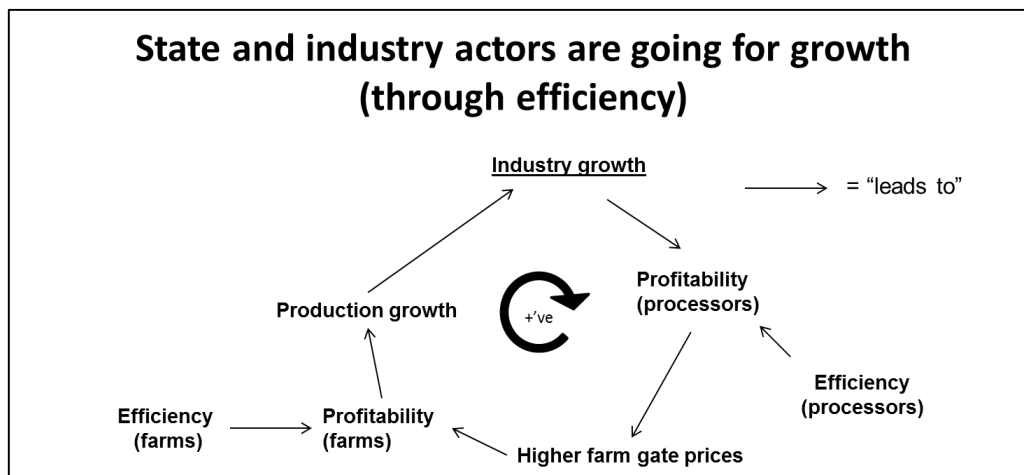 State and industry actors are going for growth
(through efficiency)
Industry growth
= “leads to”
Profitability
(processors)
Production growth
+’ve
Efficiency
(processors)
Efficiency
(farms)
Profitability
(farms)
Higher farm gate prices